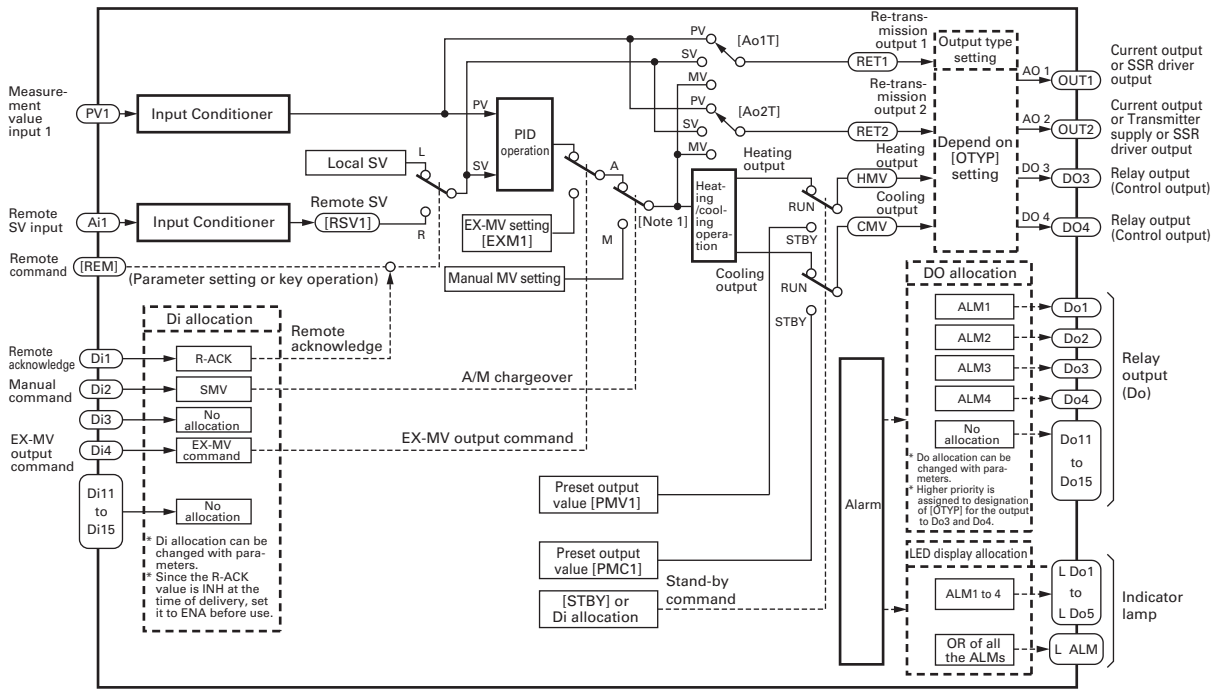 Measure-
ment
value
input 1
PV1
Input Conditioner
Local SV
L
Remote SV
[RSV1]
R
Remote
SV input
Ai1
Input Conditioner
Remote
command
[REM]
(Parameter setting or key operation)
PV
SV
PID
operation
EX-MV setting
[EXM1]
Manual MV setting
A
M
[Note 1]
PV
SV
MV
[Ao1T]
PV
SV
MV
[Ao2T]
Heat-
ing
/cool-
ing
opera-
tion
Heating
output
Cooling
output
RUN
STBY
RUN
STBY
Re-trans-
mission
output 1
RET1
Re-trans-
mission
output 2
RET2
Heating
output
HMV
Cooling
output
CMV
Output type
setting
Depend on
[OTYP]
setting
AO 1
OUT1
Current output
or SSR driver
output
AO 2
OUT2
Current output
or Transmitter
supply or SSR
driver output
DO 3
DO3
Relay output
(Control output)
DO 4
DO4
Relay output
(Control output)
Di allocation
Remote
acknowledge
Di1
R-ACK
Remote
acknowledge
Manual
command
Di2
SMV
A/M chargeover
Di3
No
allocation
EX-MV
output
command
Di4
EX-MV
command
EX-MV output command
Di11
to
Di15
No
allocation
* Di allocation can be
changed with para-
meters.
* Since the R-ACK
value is INH at the
time of delivery, set
it to ENA before use.
Preset output
value [PMV1]
Preset output
value [PMC1]
[STBY] or
Di allocation
Stand-by
command
Alarm
DO allocation
ALM1
Do1
ALM2
Do2
ALM3
Do3
ALM4
Do4
No
allocation
Do11
to
Do15
Relay
output
(Do)
* Do allocation can be
changed with para-
meters.
* Higher priority is
assigned to designation
of [OTYP] for the output
to Do3 and Do4.
LED display allocation
ALM1 to 4
L Do1
to
L Do5
OR of all
the ALMs
L ALM
Indicator
lamp